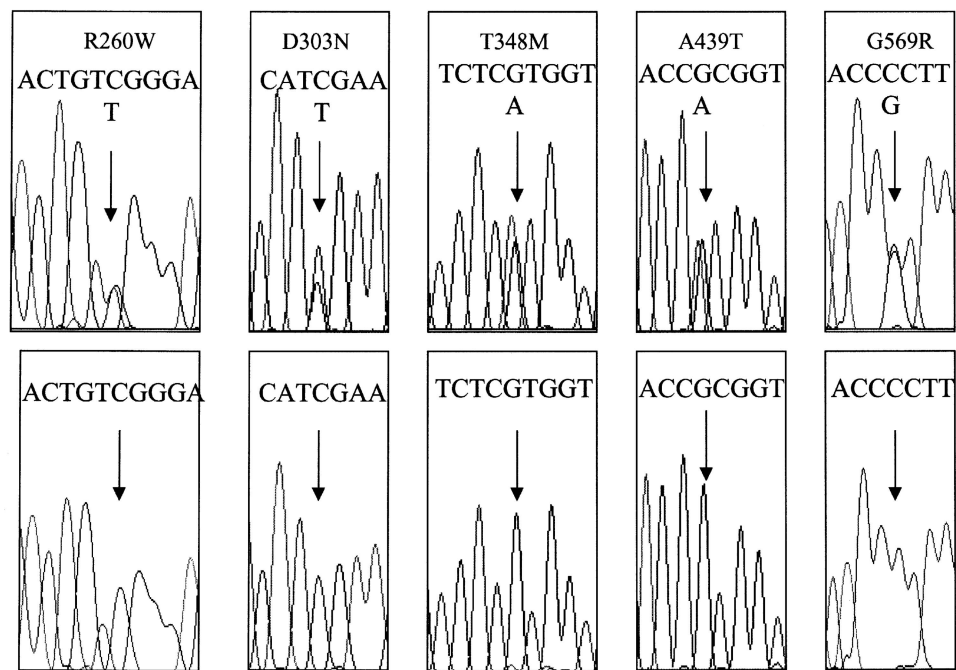 R260W
ACTGTCGGGA
T
D303N
CATCGAA
T
T348M
TCTCGTGGT
A
A439T
ACCGCGGT
A
G569R
ACCCCTT
G
ACTGTCGGGA
CATCGAA
TCTCGTGGT
ACCGCGGT
ACCCCTT